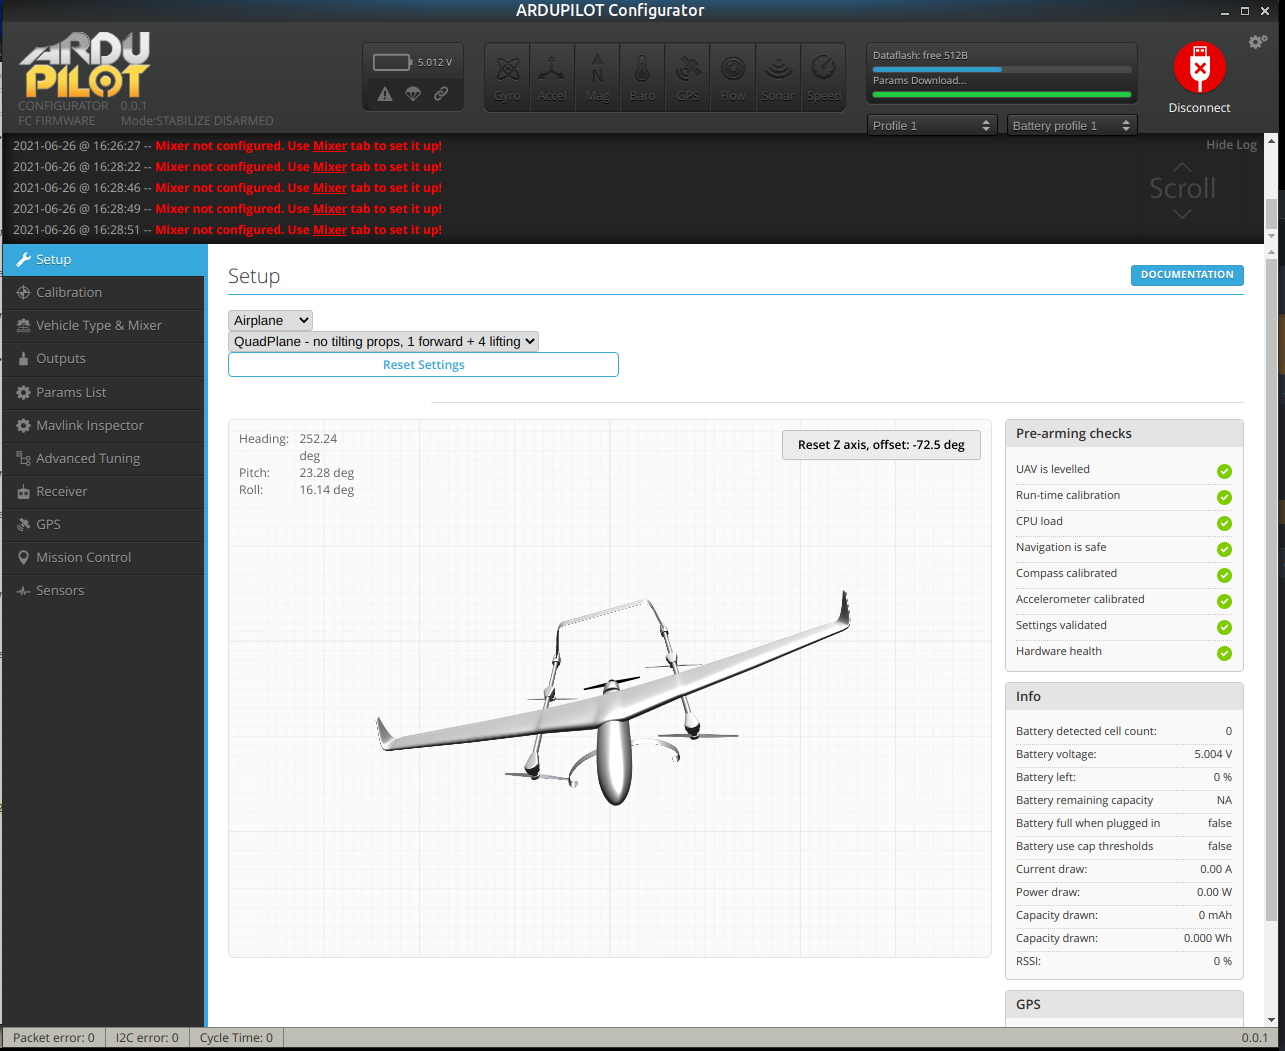 ARDUPILOT Configurator
ARDU
PILOT
CONFIGURATOR 0.0.1
FC FIRMWARE Mode:STABILIZE DISARMED
5.012 V
Gyro Accel Mag Baro GPS Flow Sonar Speed
N
Dataflash: free 512B
Params Download...
Profile 1 Battery profile 1
Disconnect
2021-06-26 @ 16:26:27 -- Mixer not configured. Use Mixer tab to set it up!
2021-06-26 @ 16:28:22 -- Mixer not configured. Use Mixer tab to set it up!
2021-06-26 @ 16:28:46 -- Mixer not configured. Use Mixer tab to set it up!
2021-06-26 @ 16:28:49 -- Mixer not configured. Use Mixer tab to set it up!
2021-06-26 @ 16:28:51 -- Mixer not configured. Use Mixer tab to set it up!
Hide Log
Scroll
Setup
Calibration
Vehicle Type & Mixer
Outputs
Params List
Mavlink Inspector
Advanced Tuning
Receiver
GPS
Mission Control
Sensors
Setup
DOCUMENTATION
Airplane
QuadPlane - no tilting props, 1 forward + 4 lifting
Reset Settings
Heading: 252.24
deg
Pitch: 23.28 deg
Roll: 16.14 deg
Reset Z axis, offset: -72.5 deg
Pre-arming checks
UAV is levelled
Run-time calibration
CPU load
Navigation is safe
Compass calibrated
Accelerometer calibrated
Settings validated
Hardware health
Info
Battery detected cell count: 0
Battery voltage: 5.004 V
Battery left: 0 %
Battery remaining capacity NA
Battery full when plugged in false
Battery use cap thresholds false
Current draw: 0.00 A
Power draw: 0.00 W
Capacity drawn: 0 mAh
Capacity drawn: 0.000 Wh
RSSI: 0 %
GPS
Packet error: 0 I2C error: 0 Cycle Time: 0 0.0.1